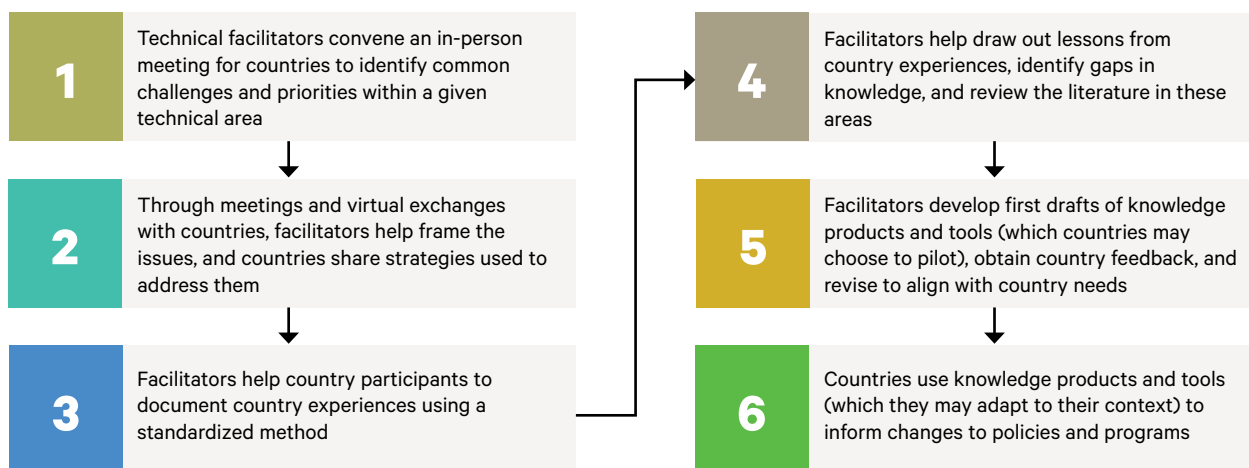 1
Technical facilitators convene an in-person
meeting for countries to identify common
challenges and priorities within a given
technical area
2
Through meetings and virtual exchanges
with countries, facilitators help frame the
issues, and countries share strategies used to
address them
3
Facilitators help country participants to
document country experiences using a
standardized method
4
Facilitators help draw out lessons from
country experiences, identify gaps in
knowledge, and review the literature in these
areas
5
Facilitators develop first drafts of knowledge
products and tools (which countries may
choose to pilot), obtain country feedback, and
revise to align with country needs
6
Countries use knowledge products and tools
(which they may adapt to their context) to
inform changes to policies and programs